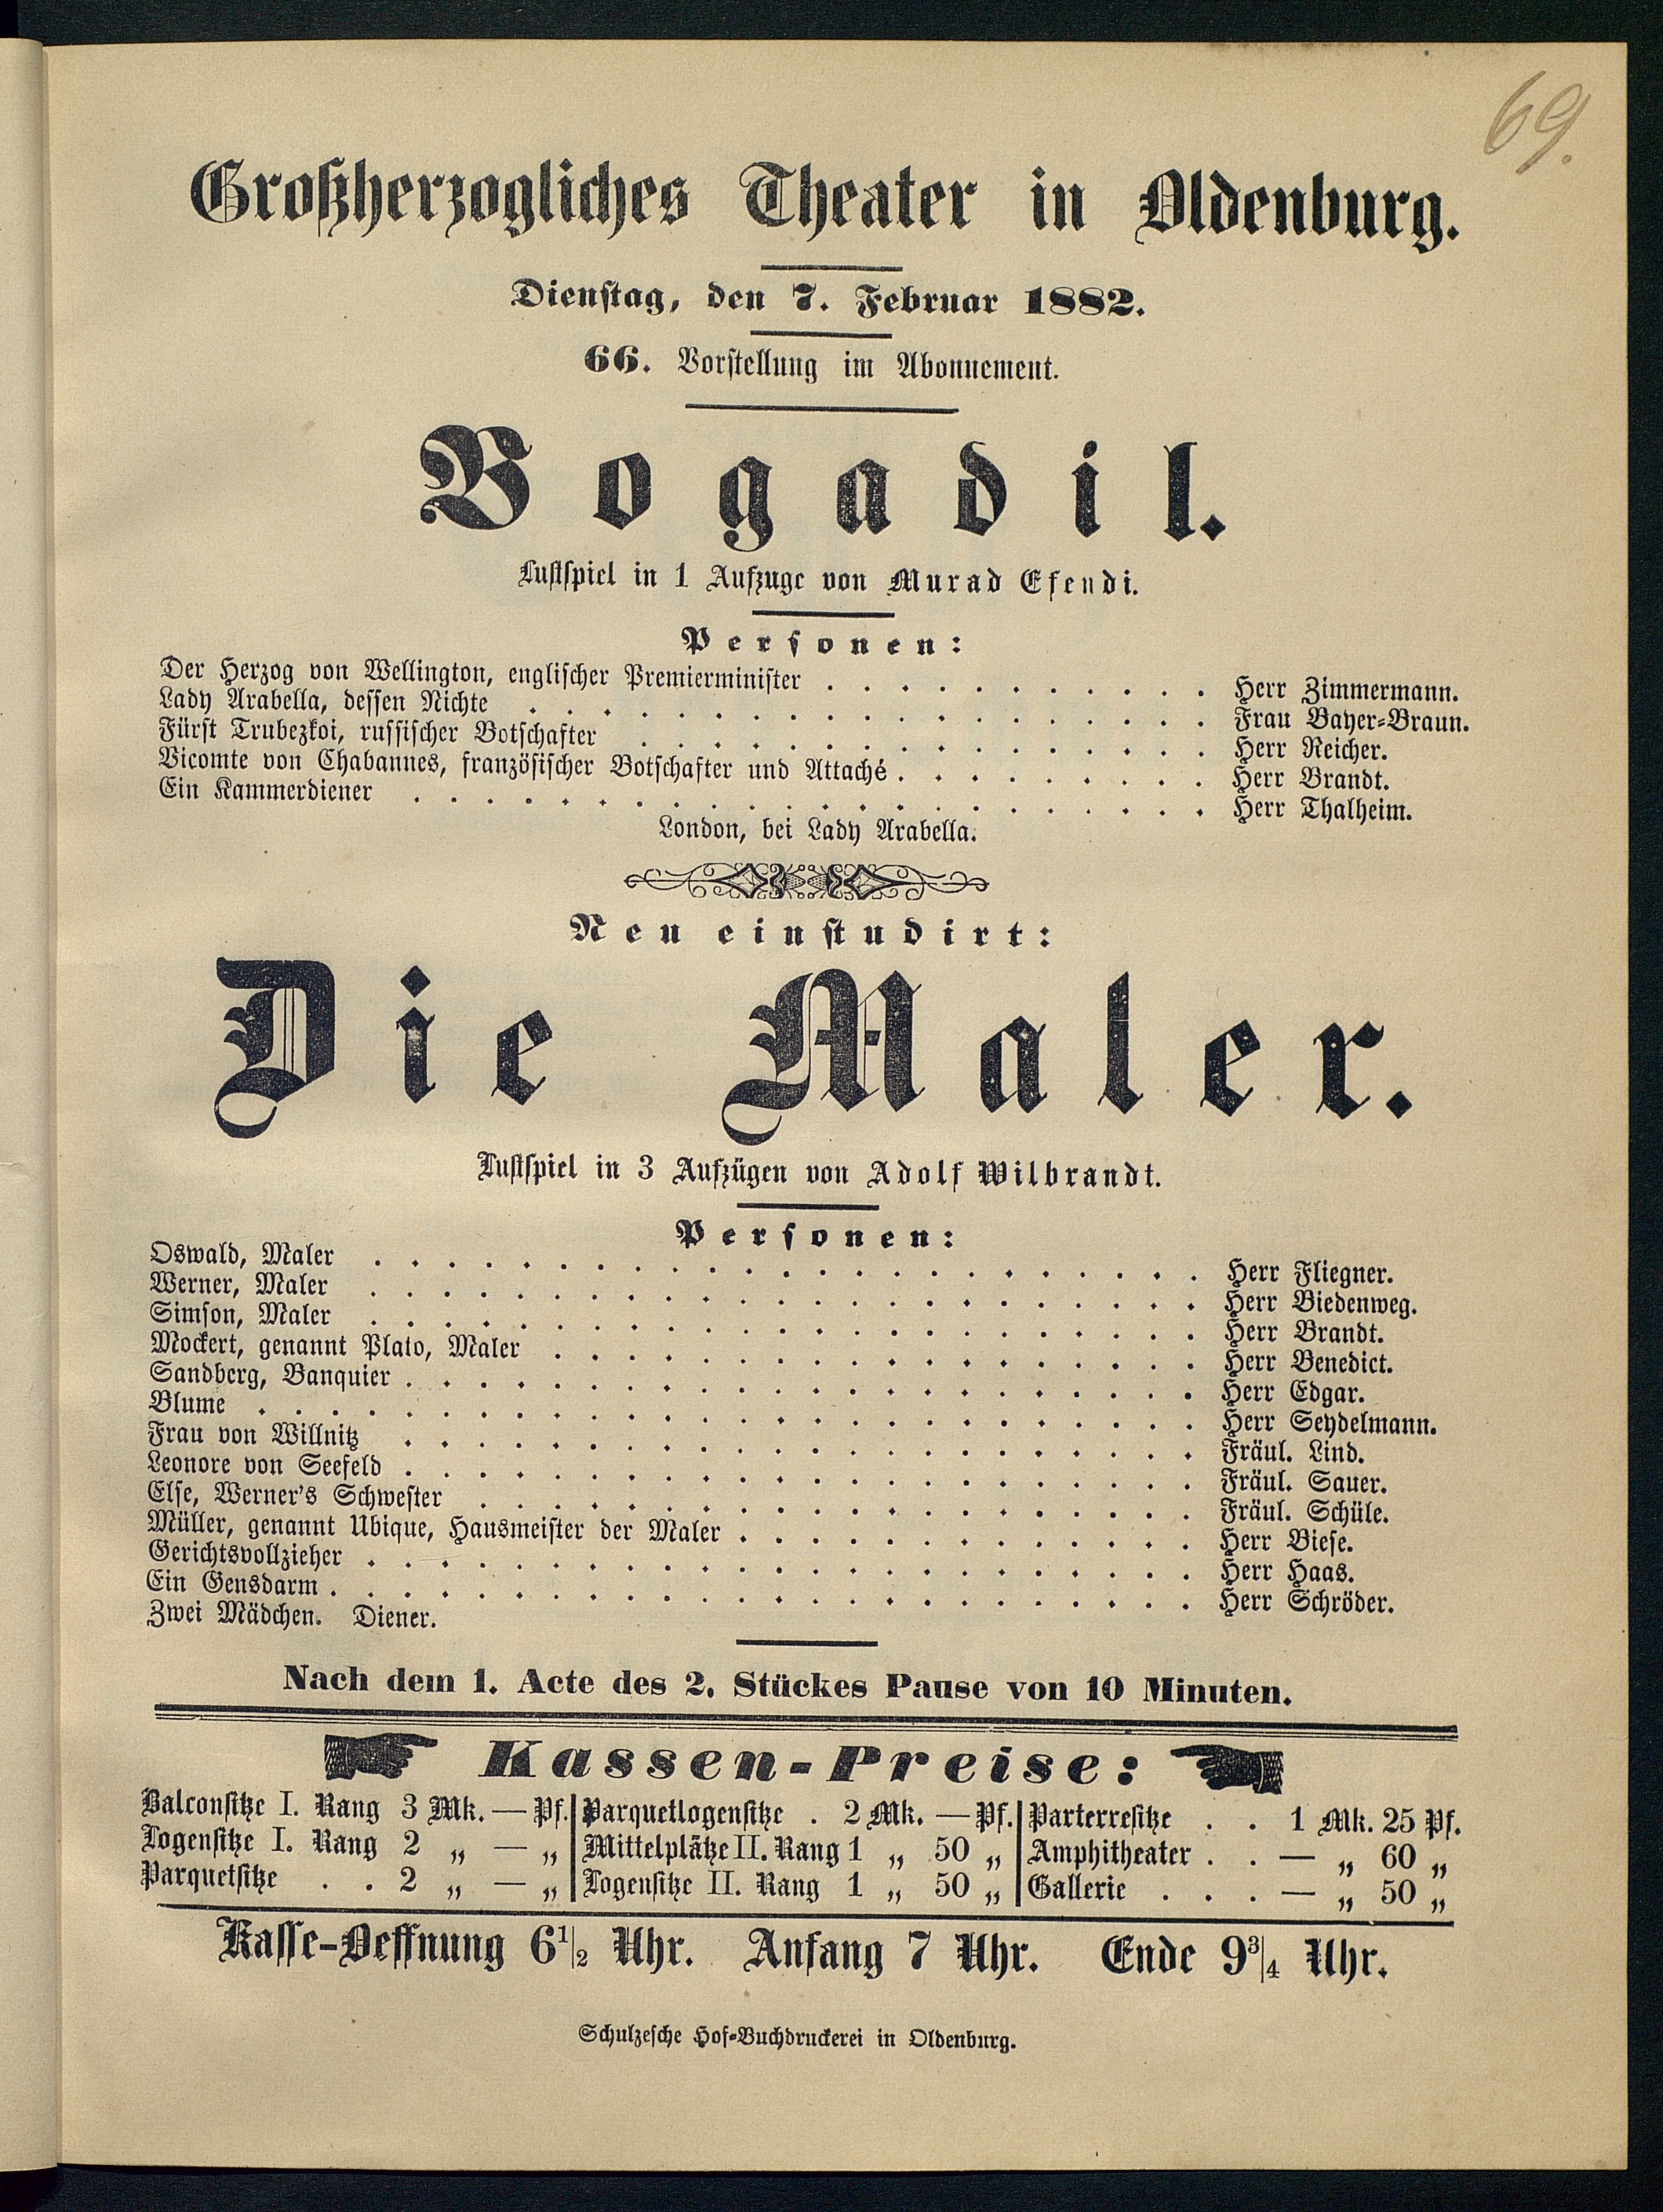 69.
Großherzogliches Theater in Oldenburg.
Dienstag, den 7. Februar 1882.
66. Vorstellung im Abonnement.
Bogadil.
Lustspiel in 1 Aufzuge von Murad Efendi.
Personen:
Der Herzog von Wellington, englischer Premierminister . . . . . . . . . . . Herr Zimmermann.
Lady Arabella, dessen Nichte . . . . . . . . . . . . . . . . . . . Frau Bayer-Braun.
Fürst Trubezkoi, russischer Botschafter . . . . . . . . . . . . . . . . Herr Reicher.
Vicomte von Chabannes, französischer Botschafter und Attaché . . . . . . . . . Herr Brandt.
Ein Kammerdiener . . . . . . . . . . . . . . . . . . . . . . Herr Thalheim.
London, bei Lady Arabella.
Neu einstudirt:
Die Maler.
Lustspiel in 3 Aufzügen von Adolf Wilbrandt.
Personen:
Oswald, Maler . . . . . . . . . . . . . . . . . . . . . . . Herr Fliegner.
Werner, Maler . . . . . . . . . . . . . . . . . . . . . . . Herr Biedenweg.
Simson, Maler . . . . . . . . . . . . . . . . . . . . . . . Herr Brandt.
Mockert, genannt Plato, Maler . . . . . . . . . . . . . . . . . . Herr Benedict.
Sandberg, Banquier . . . . . . . . . . . . . . . . . . . . . . Herr Edgar.
Blume . . . . . . . . . . . . . . . . . . . . . . . . . . Herr Seydelmann.
Frau von Willnitz . . . . . . . . . . . . . . . . . . . . . . Fräul. Lind.
Leonore von Seefeld . . . . . . . . . . . . . . . . . . . . . . Fräul. Sauer.
Else, Werner's Schwester . . . . . . . . . . . . . . . . . . . . Fräul. Schüle.
Müller, genannt Ubique, Hausmeister der Maler . . . . . . . . . . . . . Herr Biese.
Gerichtsvollzieher . . . . . . . . . . . . . . . . . . . . . . . Herr Haas.
Ein Gensdarm . . . . . . . . . . . . . . . . . . . . . . . . Herr Schröder.
Zwei Mädchen. Diener.
Nach dem 1. Acte des 2. Stückes Pause von 10 Minuten.
Kassen-Preise:
Balconsitze I. Rang 3 Mk. — Pf. Parquetlogensitze . 2 Mk. — Pf. Parterresitze . . 1 Mk. 25 Pf.
Logensitze I. Rang 2 „ — „ Mittelplätze II. Rang 1 „ 50 „ Amphitheater . . — „ 60 „
Parquetsitze . . 2 „ — „ Logensitze II. Rang 1 „ 50 „ Gallerie . . . — „ 50 „
Kasse-Oeffnung 6½ Uhr. Anfang 7 Uhr. Ende 9¾ Uhr.
Schulzesche Hof-Buchdruckerei in Oldenburg.